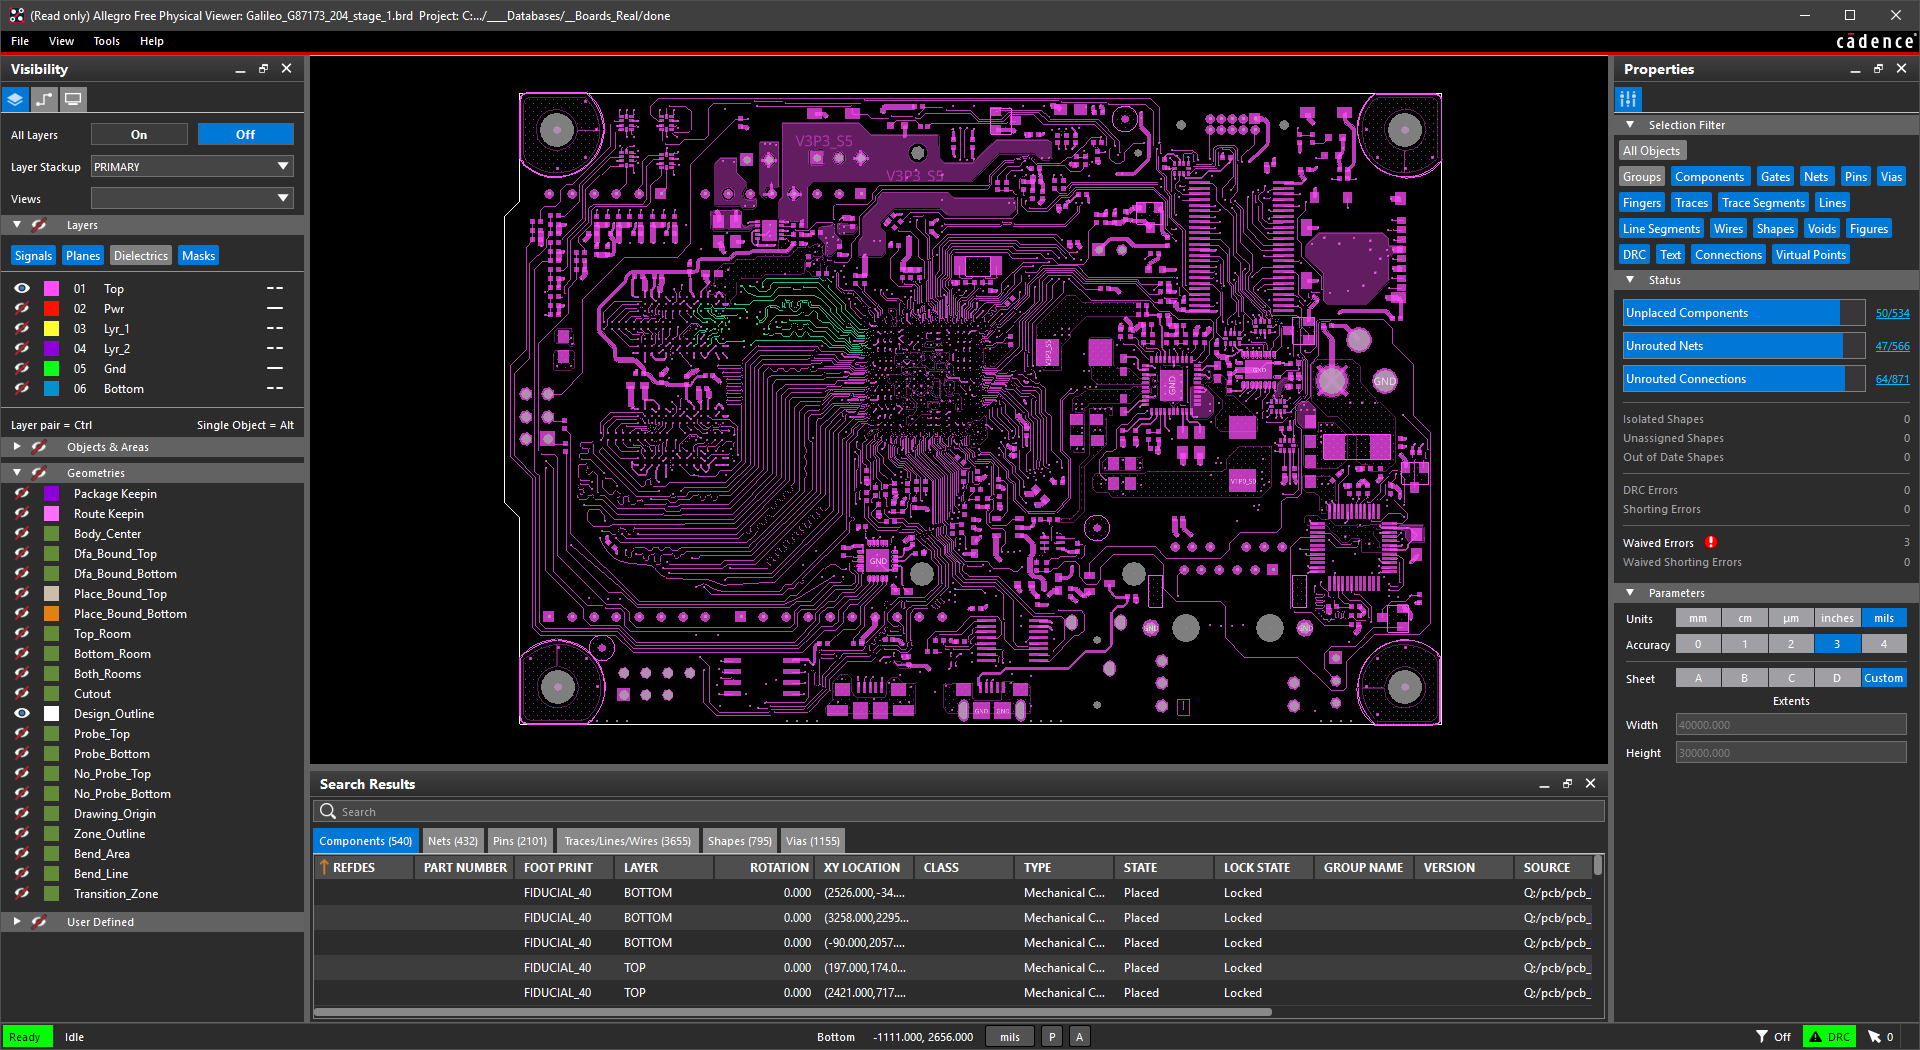 (Read only) Allegro Free Physical Viewer: Galileo_G87173_204_stage_1.brd  Project: C:.../___Databases/__Boards_Real/done
File View Tools Help
cādence
Visibility
All Layers On Off
Layer Stackup PRIMARY
Views
Layers
Signals Planes Dielectrics Masks
01 Top
02 Pwr
03 Lyr_1
04 Lyr_2
05 Gnd
06 Bottom
Layer pair = Ctrl Single Object = Alt
Objects & Areas
Geometries
Package Keepin
Route Keepin
Body_Center
Dfa_Bound_Top
Dfa_Bound_Bottom
Place_Bound_Top
Place_Bound_Bottom
Top_Room
Bottom_Room
Both_Rooms
Cutout
Design_Outline
Probe_Top
Probe_Bottom
No_Probe_Top
No_Probe_Bottom
Drawing_Origin
Zone_Outline
Bend_Area
Bend_Line
Transition_Zone
User Defined
V3P3_S5
V3P3_S5
V3P3_S5
GND
GND
GND
V1P0_S0
GND
GND
GND
GND
Search Results
Search
Components (540) Nets (432) Pins (2101) Traces/Lines/Wires (3655) Shapes (795) Vias (1155)
REFDES PART NUMBER FOOT PRINT LAYER ROTATION XY LOCATION CLASS TYPE STATE LOCK STATE GROUP NAME VERSION SOURCE
FIDUCIAL_40 BOTTOM 0.000 (2526.000,-34.... Mechanical C... Placed Locked Q:/pcb/pcb_
FIDUCIAL_40 BOTTOM 0.000 (3258.000,2295... Mechanical C... Placed Locked Q:/pcb/pcb_
FIDUCIAL_40 BOTTOM 0.000 (-90.000,2057.... Mechanical C... Placed Locked Q:/pcb/pcb_
FIDUCIAL_40 TOP 0.000 (197.000,174.0... Mechanical C... Placed Locked Q:/pcb/pcb_
FIDUCIAL_40 TOP 0.000 (2421.000,717.... Mechanical C... Placed Locked Q:/pcb/pcb_
Properties
Selection Filter
All Objects
Groups Components Gates Nets Pins Vias
Fingers Traces Trace Segments Lines
Line Segments Wires Shapes Voids Figures
DRC Text Connections Virtual Points
Status
Unplaced Components 50/534
Unrouted Nets 47/566
Unrouted Connections 64/871
Isolated Shapes 0
Unassigned Shapes 0
Out of Date Shapes 0
DRC Errors 0
Shorting Errors 0
Waived Errors 3
Waived Shorting Errors 0
Parameters
Units mm cm µm inches mils
Accuracy 0 1 2 3 4
Sheet A B C D Custom
Extents
Width 40000.000
Height 30000.000
Ready Idle Bottom -1111.000, 2656.000 mils P A Off DRC 0